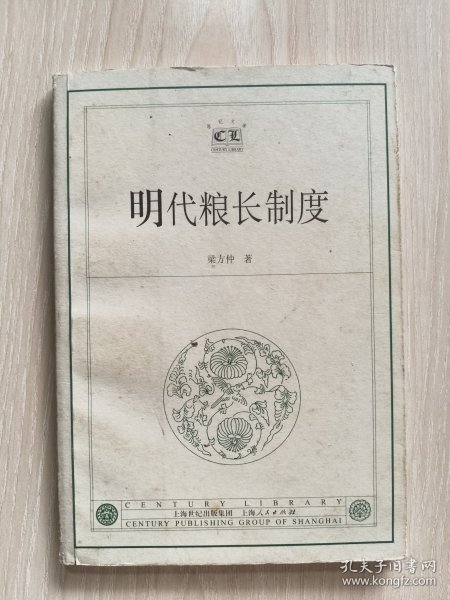 世纪文库
CL
CENTURY LIBRARY
明代粮长制度
梁方仲 著
CENTURY LIBRARY
上海世纪出版集团 上海人民出版社
CENTURY PUBLISHING GROUP OF SHANGHAI
孔夫子旧书网
www.kongfz.com